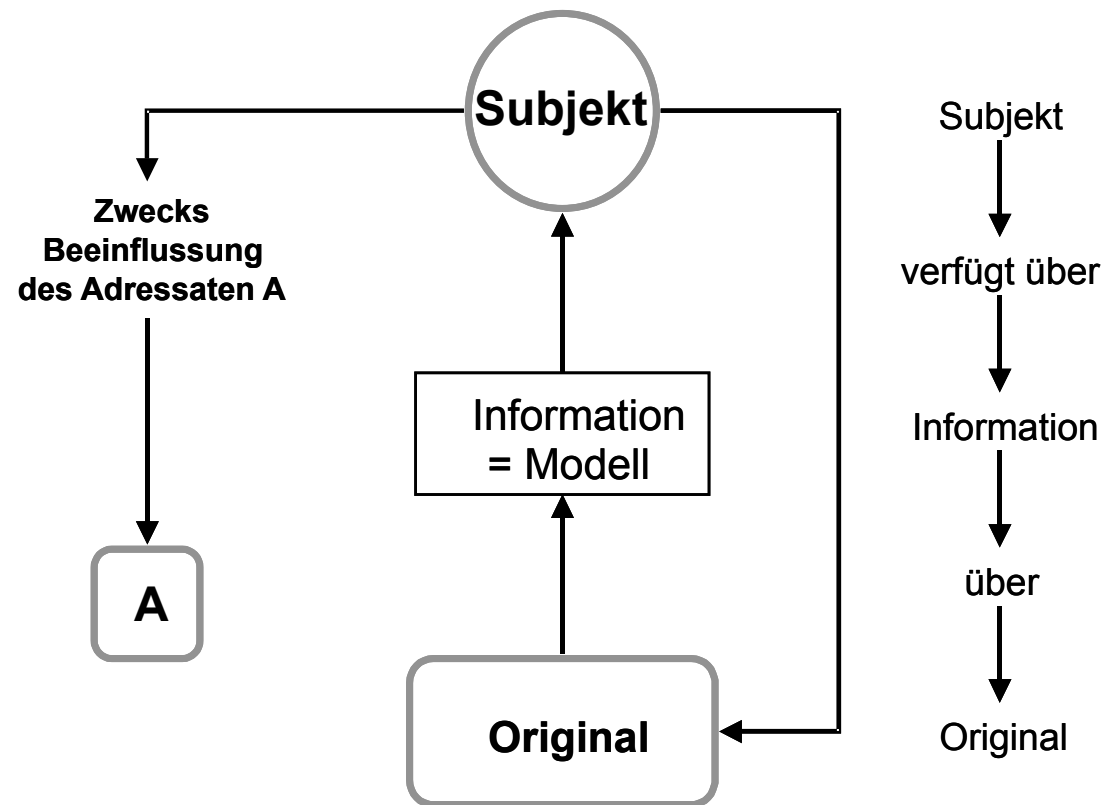 Subjekt
Zwecks
Beeinflussung
des Adressaten A
A
Information
= Modell
Original
Subjekt
verfügt über
Information
über
Original